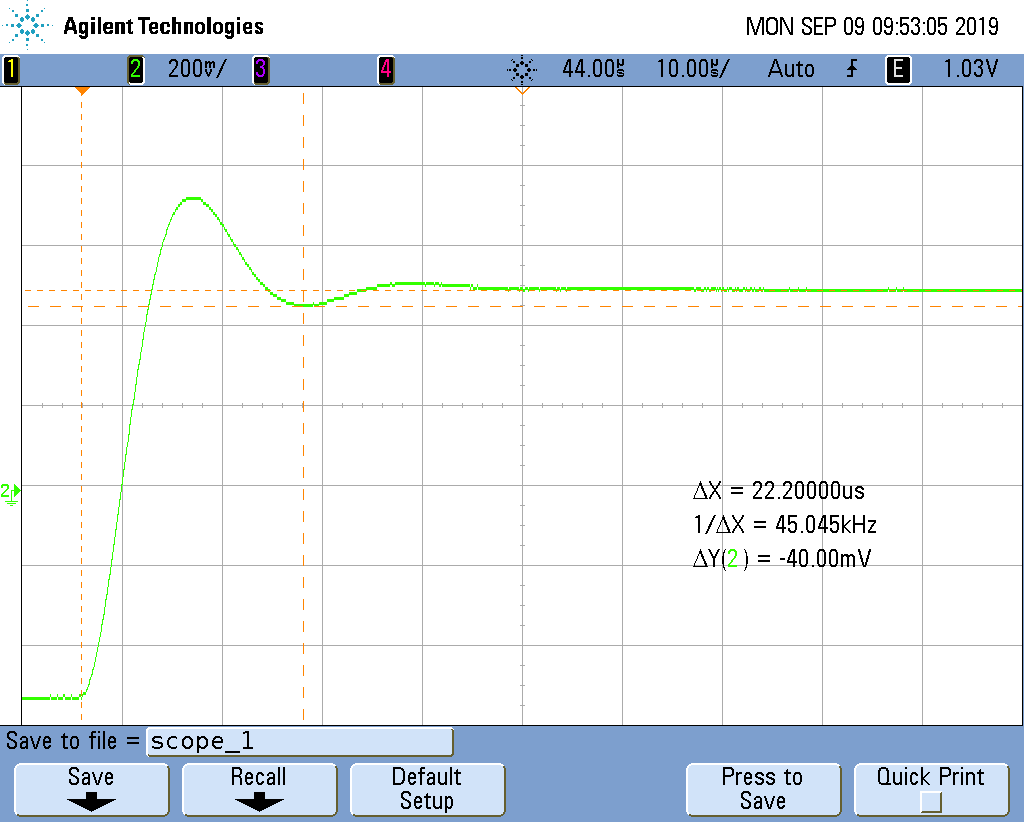 Agilent Technologies
MON SEP 09 09:53:05 2019
1 2 200mV/ 3 4 44.00µs 10.00µs/ Auto E 1.03V
2
ΔX = 22.20000us
1/ΔX = 45.045kHz
ΔY(2) = -40.00mV
Save to file = scope_1
Save
Recall
Default
Setup
Press to
Save
Quick Print